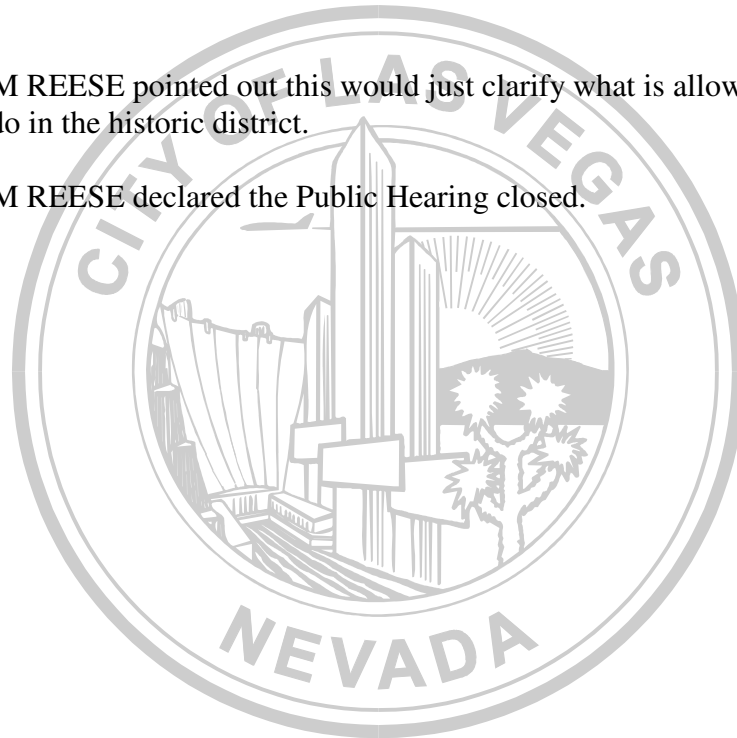 M REESE pointed out this would just clarify what is allow
do in the historic district.
M REESE declared the Public Hearing closed.
CITY OF LAS VEGAS
NEVADA